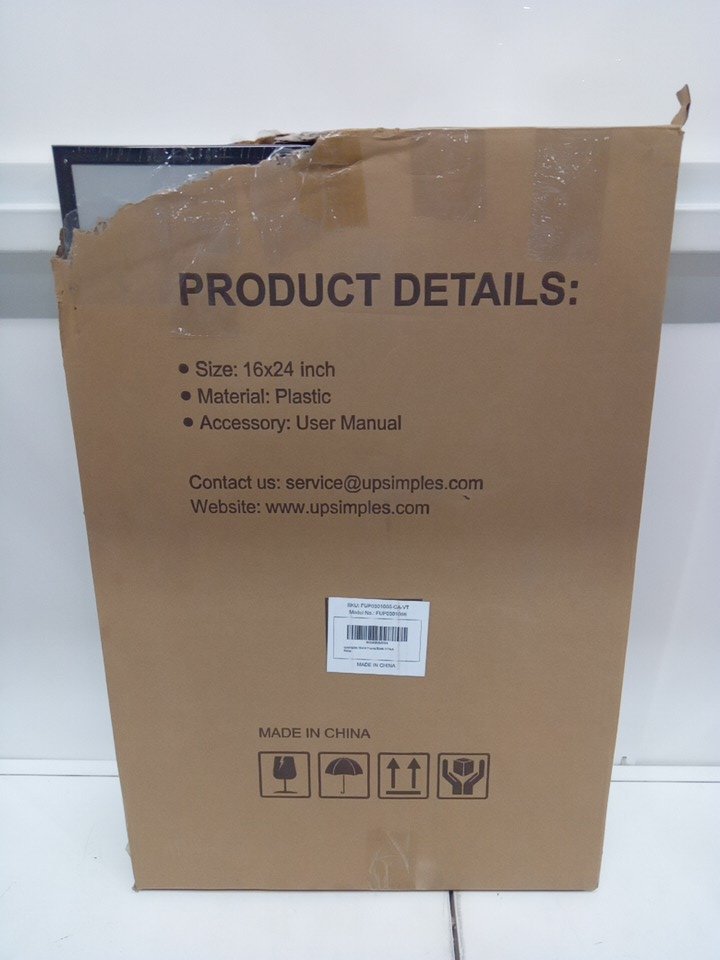 PRODUCT DETAILS:
• Size: 16x24 inch
• Material: Plastic
• Accessory: User Manual
Contact us: service@upsimples.com
Website: www.upsimples.com
MADE IN CHINA
MADE IN CHINA